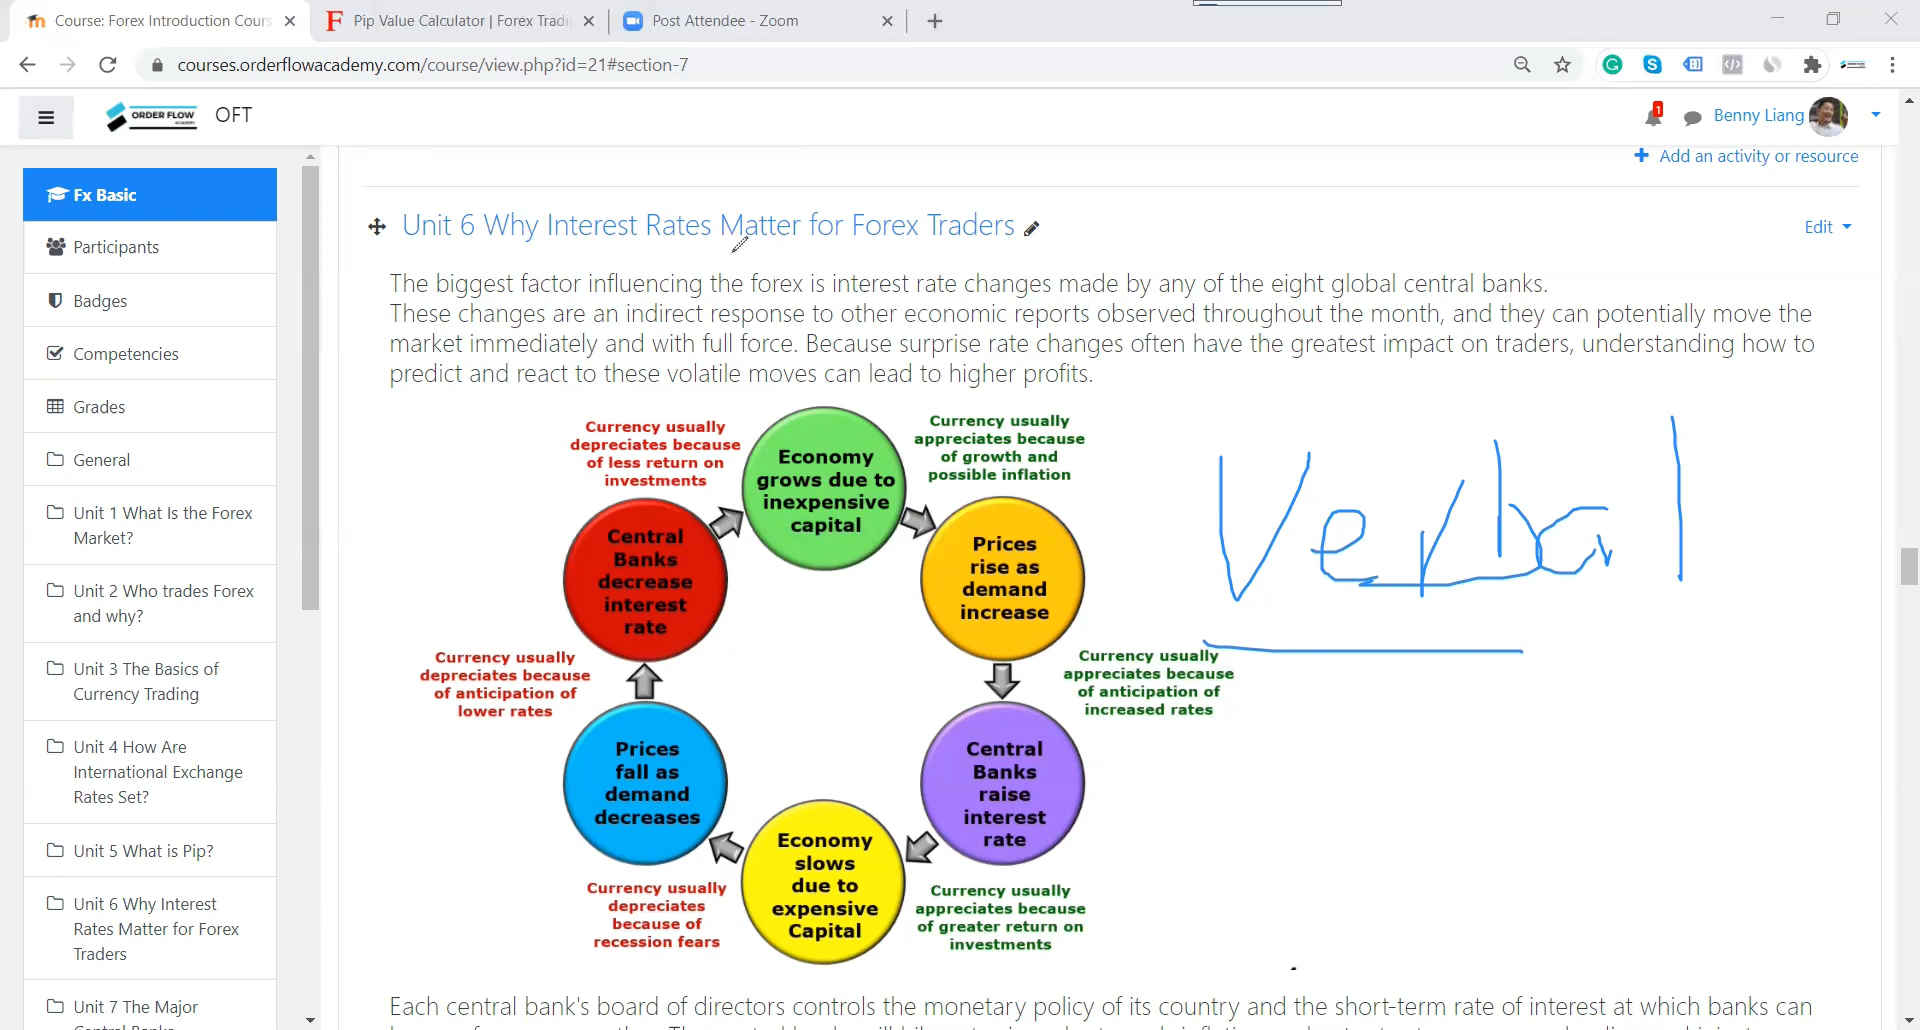 Course: Forex Introduction Cours
Pip Value Calculator | Forex Tradi
Post Attendee - Zoom
courses.orderflowacademy.com/course/view.php?id=21#section-7
ORDER FLOW
ACADEMY
OFT
1
Benny Liang
Add an activity or resource
Fx Basic
Participants
Badges
Competencies
Grades
General
Unit 1 What Is the Forex
Market?
Unit 2 Who trades Forex
and why?
Unit 3 The Basics of
Currency Trading
Unit 4 How Are
International Exchange
Rates Set?
Unit 5 What is Pip?
Unit 6 Why Interest
Rates Matter for Forex
Traders
Unit 7 The Major
Central Banks
Unit 6 Why Interest Rates Matter for Forex Traders
Edit
The biggest factor influencing the forex is interest rate changes made by any of the eight global central banks.
These changes are an indirect response to other economic reports observed throughout the month, and they can potentially move the
market immediately and with full force. Because surprise rate changes often have the greatest impact on traders, understanding how to
predict and react to these volatile moves can lead to higher profits.
Currency usually
depreciates because
of less return on
investments
Economy
grows due to
inexpensive
capital
Currency usually
appreciates because
of growth and
possible inflation
Central
Banks
decrease
interest
rate
Prices
rise as
demand
increase
Verbal
Currency usually
depreciates because
of anticipation of
lower rates
Currency usually
appreciates because
of anticipation of
increased rates
Prices
fall as
demand
decreases
Central
Banks
raise
interest
rate
Economy
slows
due to
expensive
Capital
Currency usually
depreciates
because of
recession fears
Currency usually
appreciates because
of greater return on
investments
Each central bank's board of directors controls the monetary policy of its country and the short-term rate of interest at which banks can